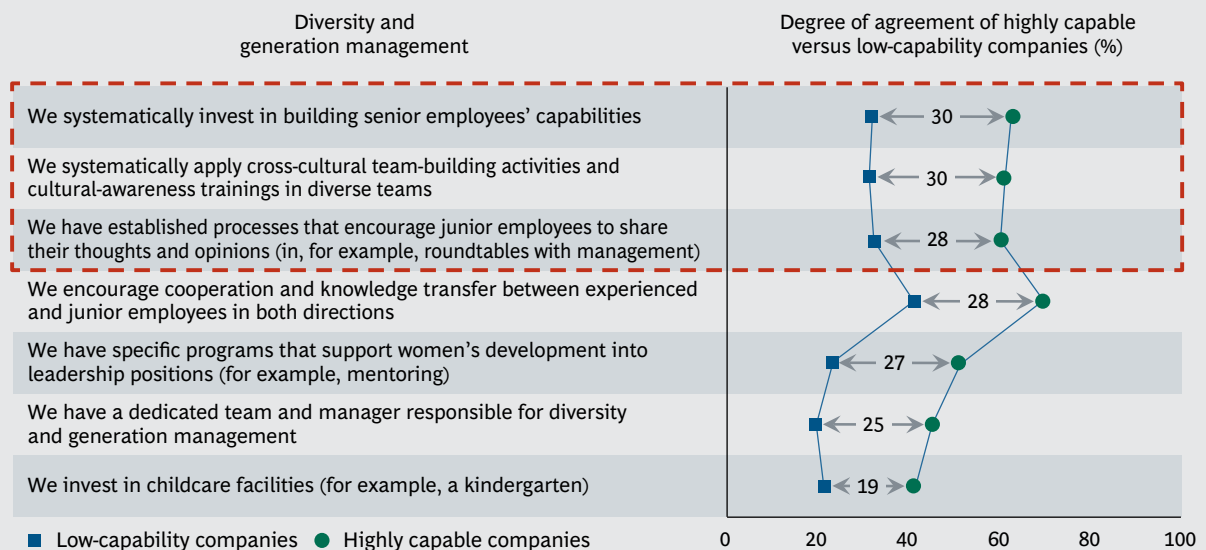 Diversity and
generation management
Degree of agreement of highly capable
versus low-capability companies (%)
We systematically invest in building senior employees’ capabilities
30
We systematically apply cross-cultural team-building activities and
cultural-awareness trainings in diverse teams
30
We have established processes that encourage junior employees to share
their thoughts and opinions (in, for example, roundtables with management)
28
We encourage cooperation and knowledge transfer between experienced
and junior employees in both directions
28
We have specific programs that support women’s development into
leadership positions (for example, mentoring)
27
We have a dedicated team and manager responsible for diversity
and generation management
25
We invest in childcare facilities (for example, a kindergarten)
19
Low-capability companies Highly capable companies
0 20 40 60 80 100